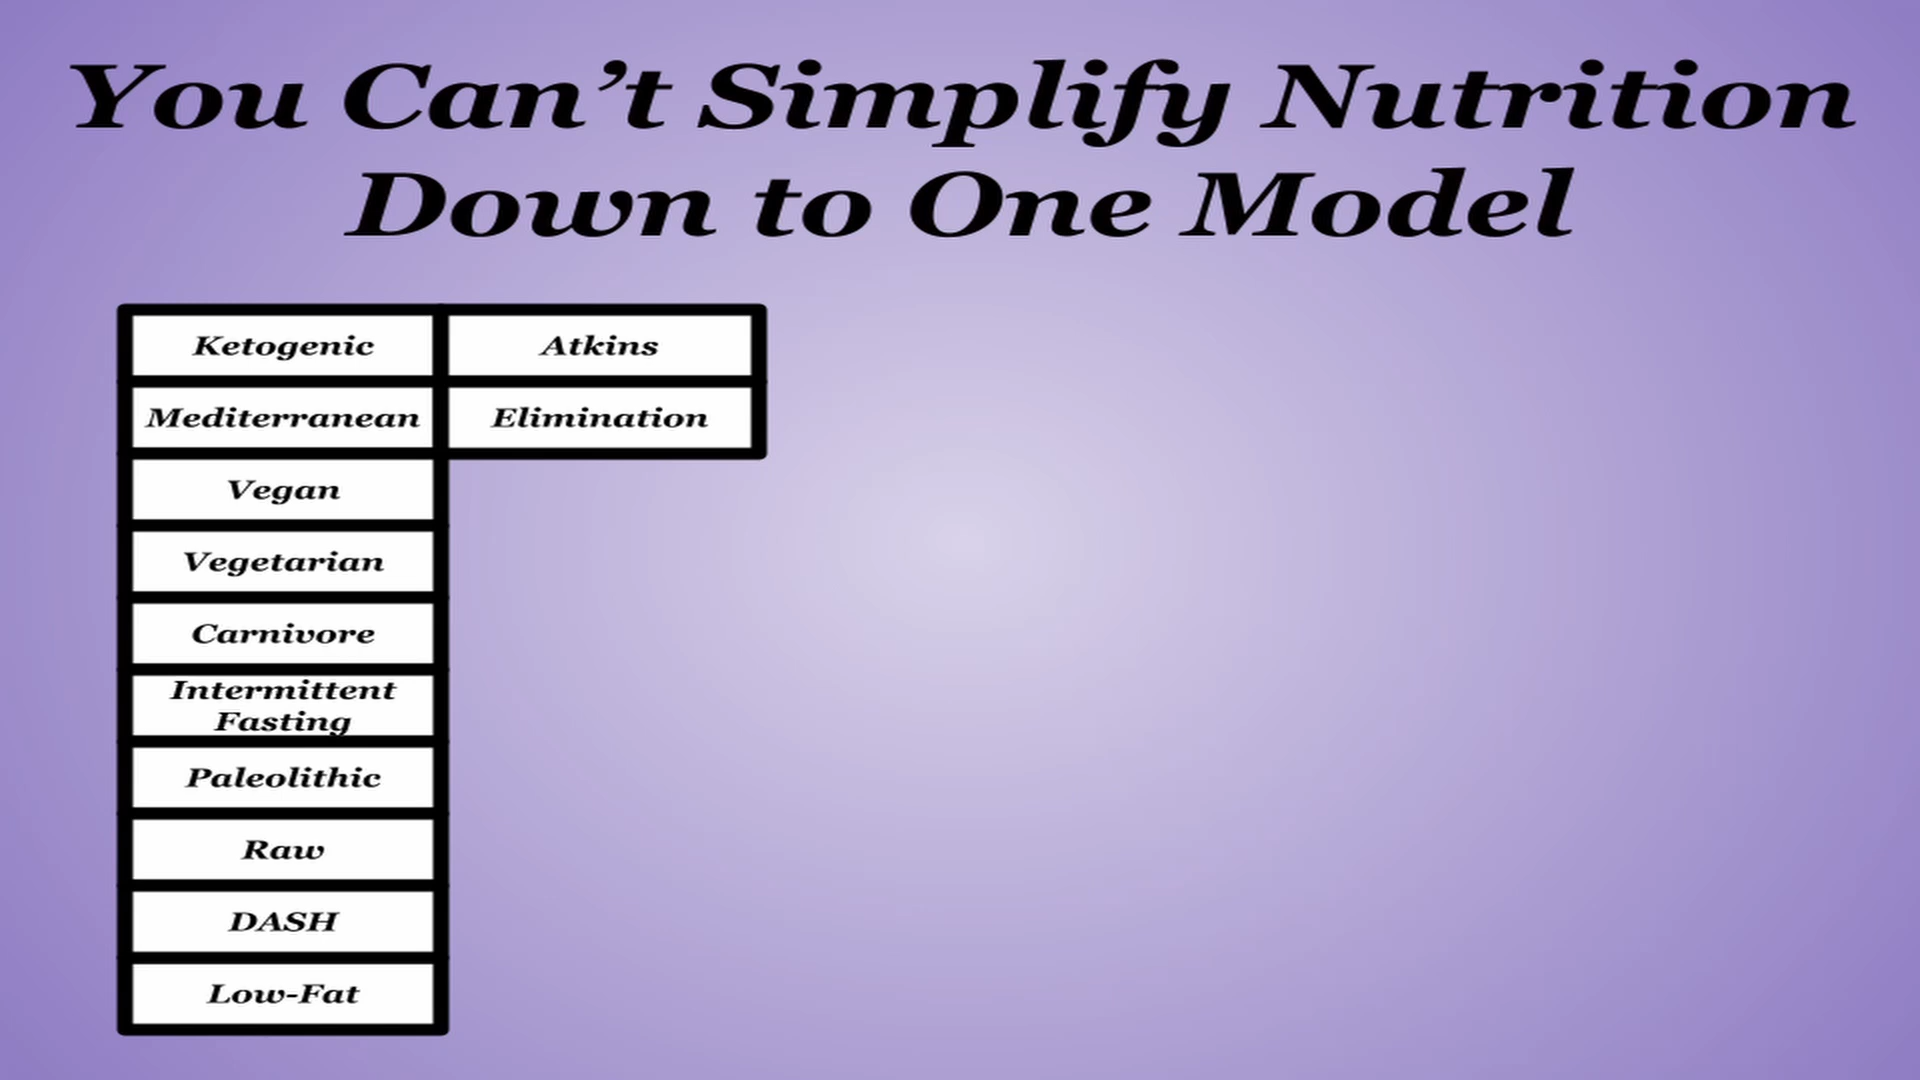 You Can’t Simplify Nutrition
Down to One Model
Ketogenic
Atkins
Mediterranean
Elimination
Vegan
Vegetarian
Carnivore
Intermittent
Fasting
Paleolithic
Raw
DASH
Low-Fat